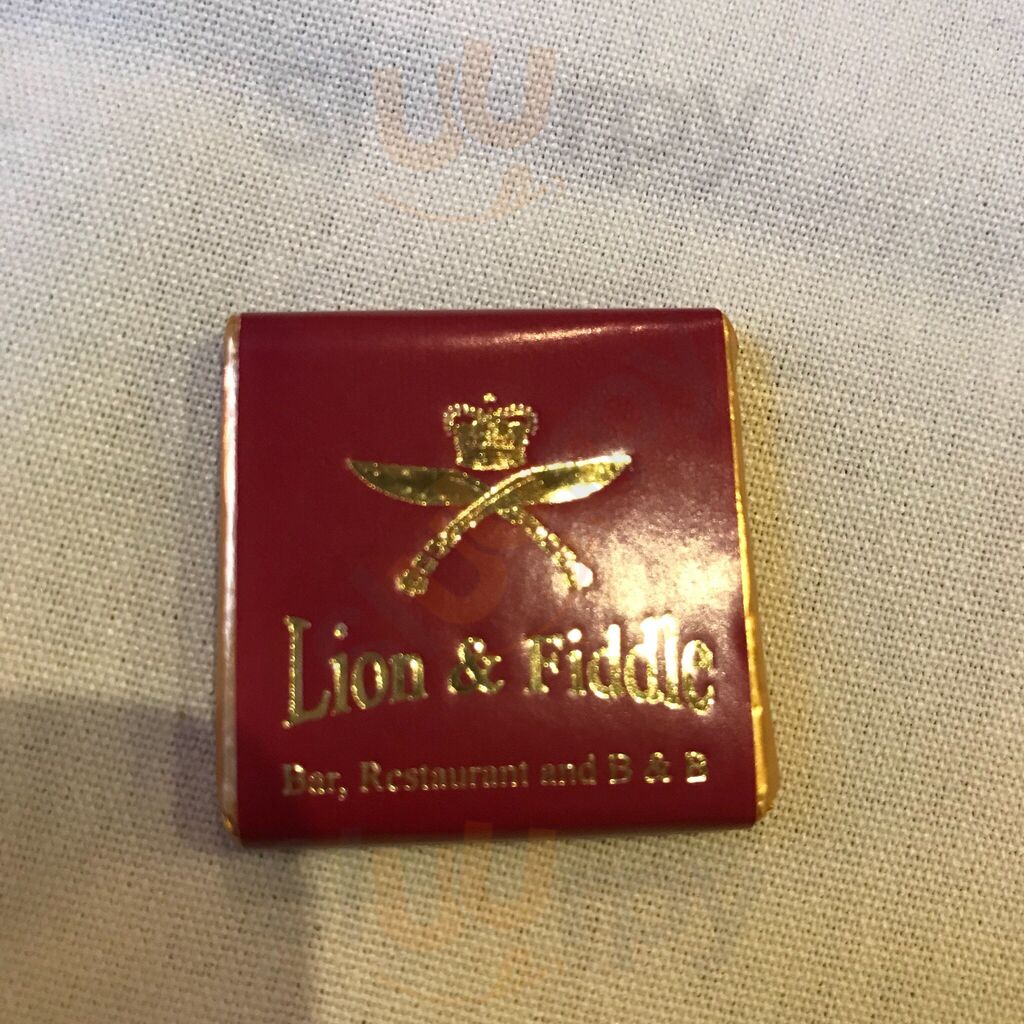 Lion & Fiddle
Bar, Restaurant and B & B